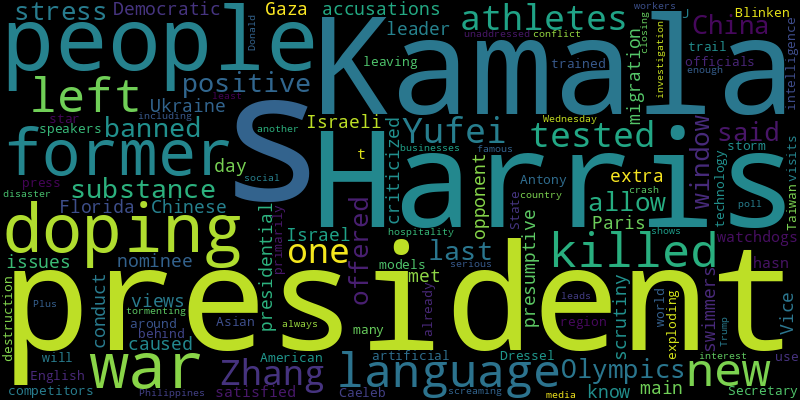 stress Democratic Gaza accusations athletes workers J Blinken
people Donald Kamala leader unaddressed conflict closing China
left positive leaving trained migration investigation trail officials enough intelligence
Ukraine including least
star speakers banned another Israeli criticized Yufei Wednesday tested said storm
former S t businesses famous window technology
press day social Harris opponent Antony extra crash poll visits
disaster substance hospitality country allow Taiwan
Florida Chinese presidential offered State Paris
doping primarily Israel one last killed shows watchdogs
issues nominee models met serious presumptive hasn
president
destruction Plus conduct views tormenting always many already region scrutiny world exploding swimmers Trump Vice
around behind Asian leads
will caused American artificial Dressel interest use
English war Zhang language Olympics new
competitors Philippines satisfied Caeleb screaming media know main Secretary